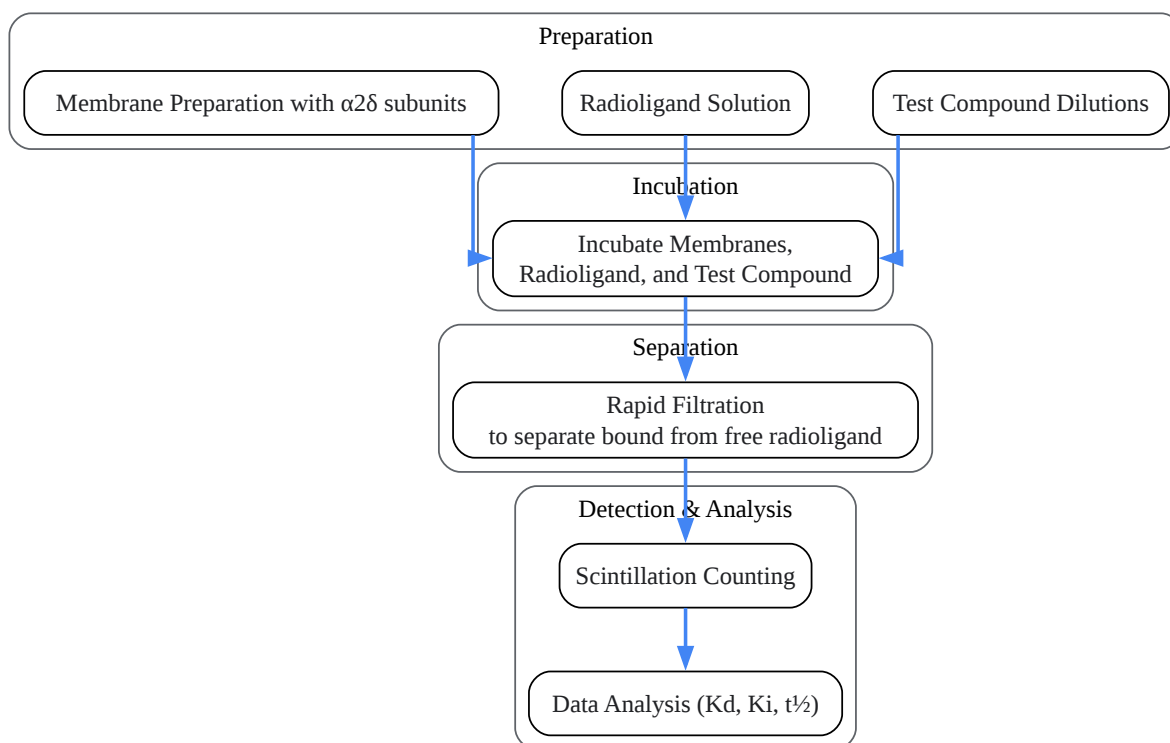 Preparation
Membrane Preparation with α2δ subunits
Radioligand Solution
Test Compound Dilutions
Incubation
Incubate Membranes,
Radioligand, and Test Compound
Separation
Rapid Filtration
to separate bound from free radioligand
Detection & Analysis
Scintillation Counting
Data Analysis (Kd, Ki, t½)